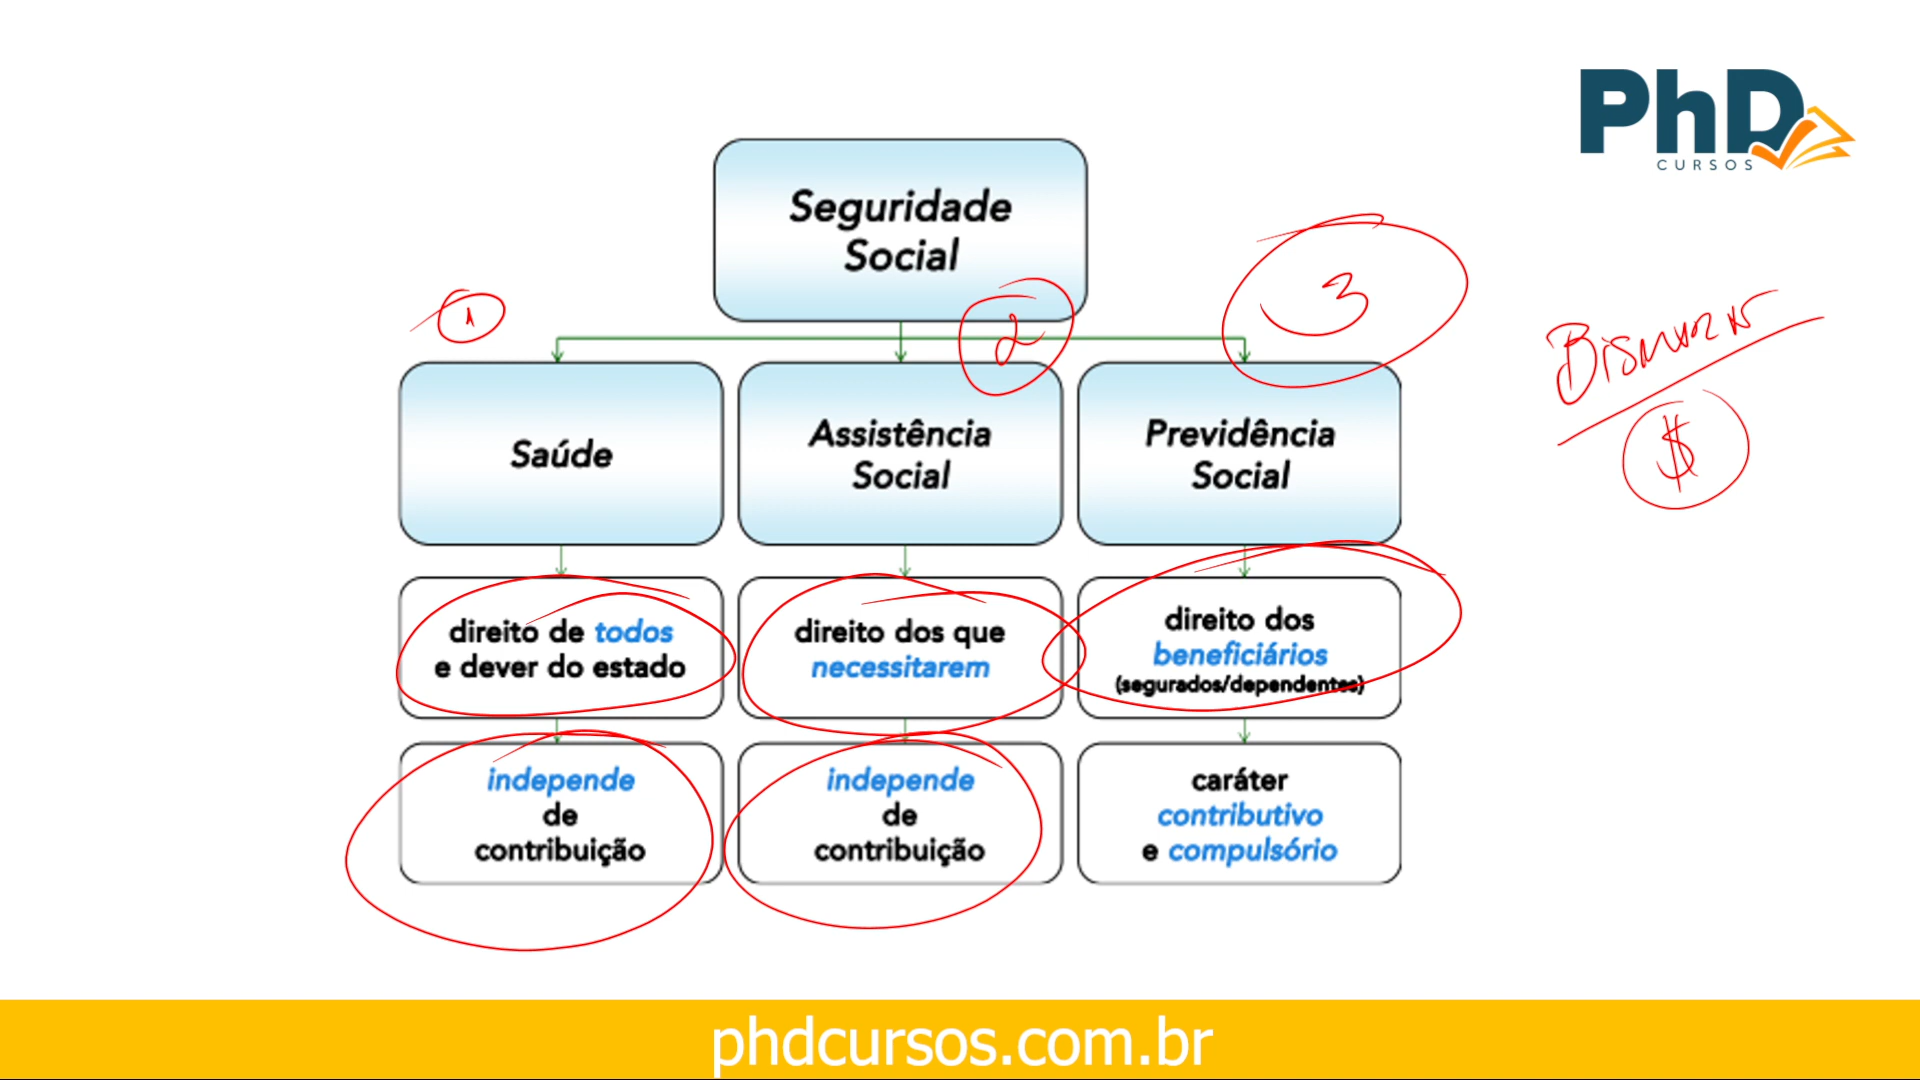 PhD
CURSOS
Seguridade
Social
1
2
3
Bismark
$
Saúde
Assistência
Social
Previdência
Social
direito de todos
e dever do estado
direito dos que
necessitarem
direito dos
beneficiários
(segurados/dependentes)
independe
de
contribuição
independe
de
contribuição
caráter
contributivo
e compulsório
phdcursos.com.br